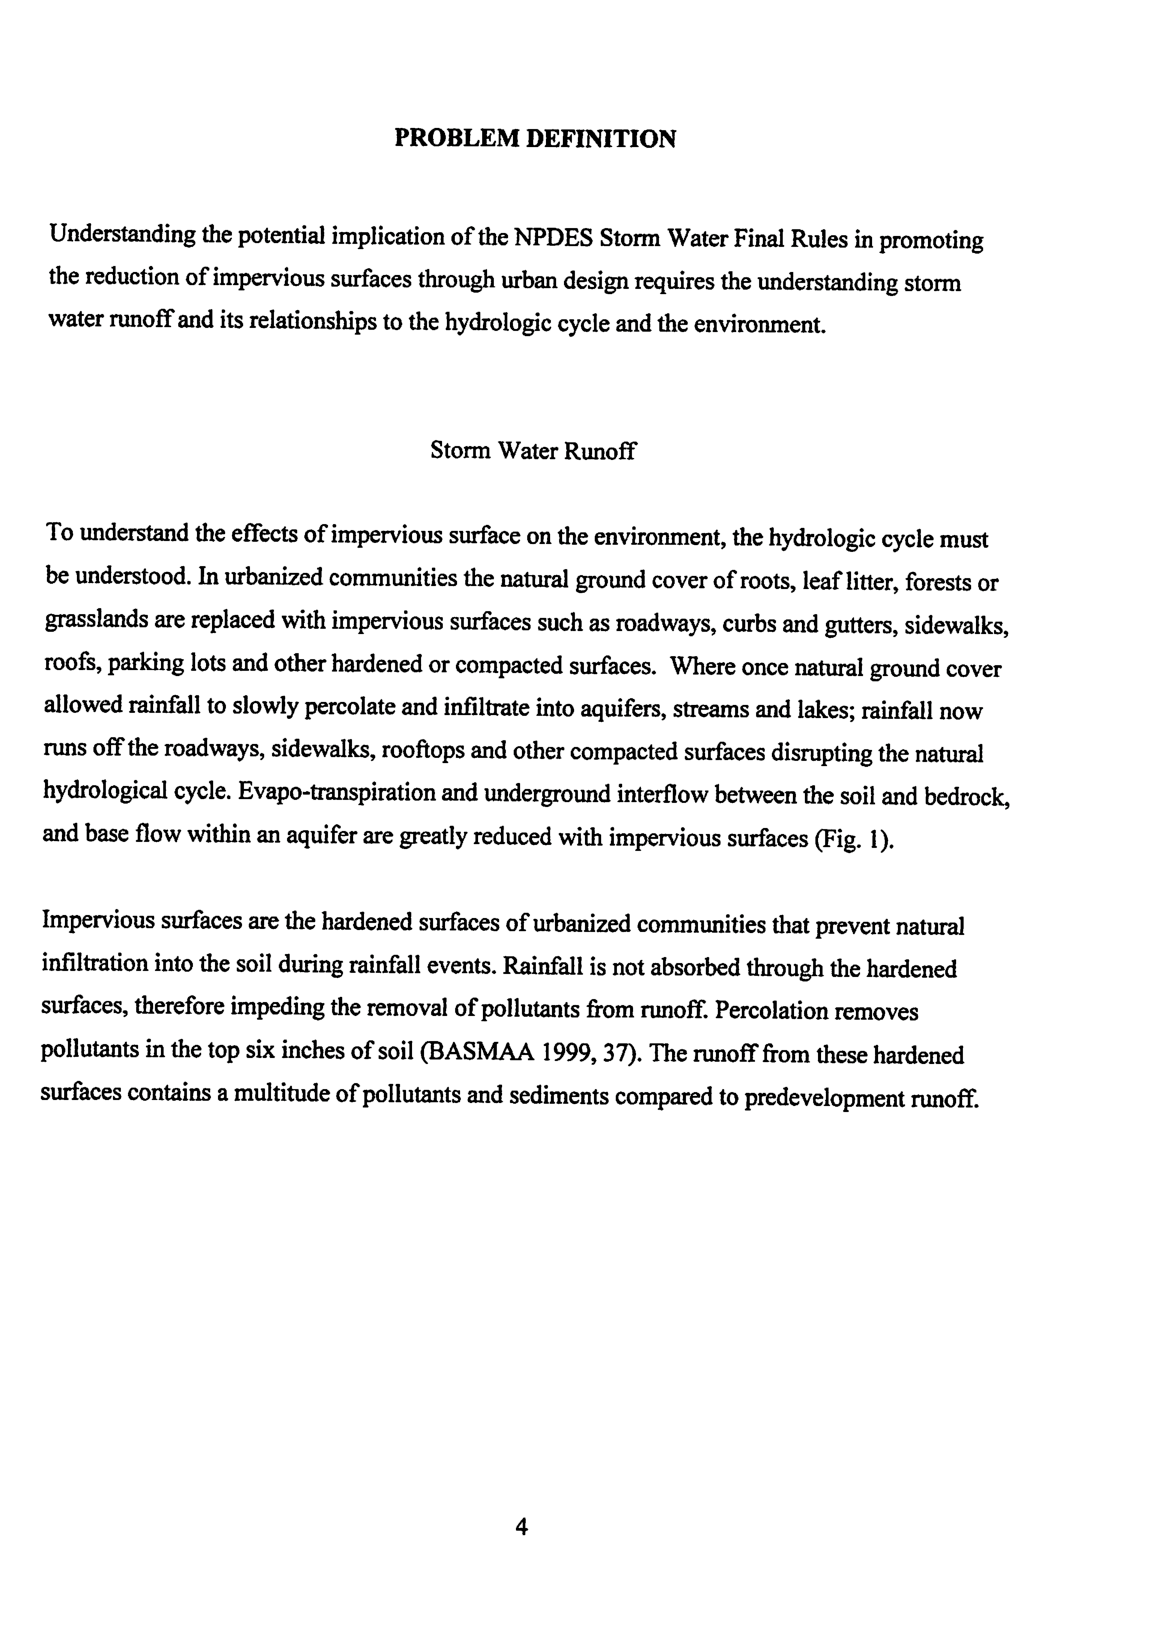 PROBLEM DEFINITION
Understanding the potential implication of the NPDES Storm Water Final Rules in promoting
the reduction of impervious surfaces through urban design requires the understanding storm
water runoff and its relationships to the hydrologic cycle and the environment.
Storm Water Runoff
To understand the effects of impervious surface on the environment, the hydrologic cycle must
be understood. In urbanized communities the natural ground cover of roots, leaf litter, forests or
grasslands are replaced with impervious surfaces such as roadways, curbs and gutters, sidewalks,
roofs, parking lots and other hardened or compacted surfaces.  Where once natural ground cover
allowed rainfall to slowly percolate and infiltrate into aquifers, streams and lakes; rainfall now
runs off the roadways, sidewalks, rooftops and other compacted surfaces disrupting the natural
hydrological cycle. Evapo-transpiration and underground interflow between the soil and bedrock,
and base flow within an aquifer are greatly reduced with impervious surfaces (Fig. 1).
Impervious surfaces are the hardened surfaces of urbanized communities that prevent natural
infiltration into the soil during rainfall events. Rainfall is not absorbed through the hardened
surfaces, therefore impeding the removal of pollutants from runoff. Percolation removes
pollutants in the top six inches of soil (BASMAA 1999, 37). The runoff from these hardened
surfaces contains a multitude of pollutants and sediments compared to predevelopment runoff.
4